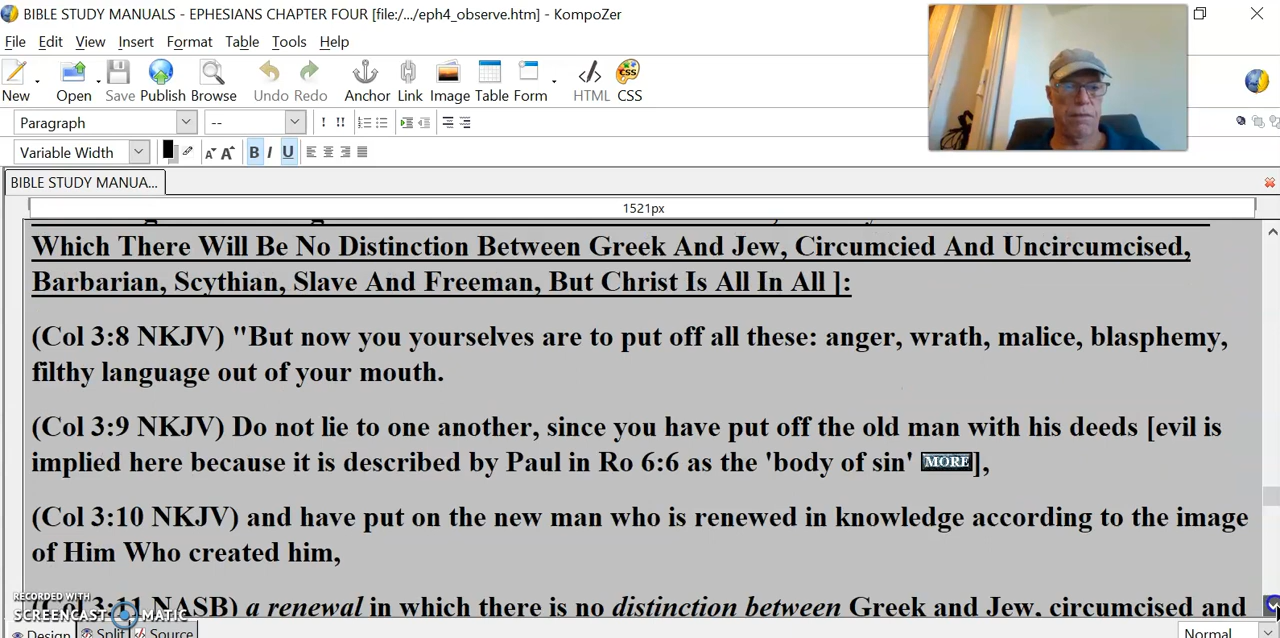 BIBLE STUDY MANUALS - EPHESIANS CHAPTER FOUR [file:/.../eph4_observe.htm] - KompoZer
File Edit View Insert Format Table Tools Help
New Open Save Publish Browse Undo Redo Anchor Link Image Table Form HTML CSS
Paragraph --
Variable Width B I U
BIBLE STUDY MANUA...
1521px
Which There Will Be No Distinction Between Greek And Jew, Circumcied And Uncircumcised,
Barbarian, Scythian, Slave And Freeman, But Christ Is All In All ]:
(Col 3:8 NKJV) "But now you yourselves are to put off all these: anger, wrath, malice, blasphemy,
filthy language out of your mouth.
(Col 3:9 NKJV) Do not lie to one another, since you have put off the old man with his deeds [evil is
implied here because it is described by Paul in Ro 6:6 as the 'body of sin' MORE],
(Col 3:10 NKJV) and have put on the new man who is renewed in knowledge according to the image
of Him Who created him,
RECORDED WITH
(Col 3:11 NASB) a renewal in which there is no distinction between Greek and Jew, circumcised and
SCREENCAST MATIC
Design Split Source Normal